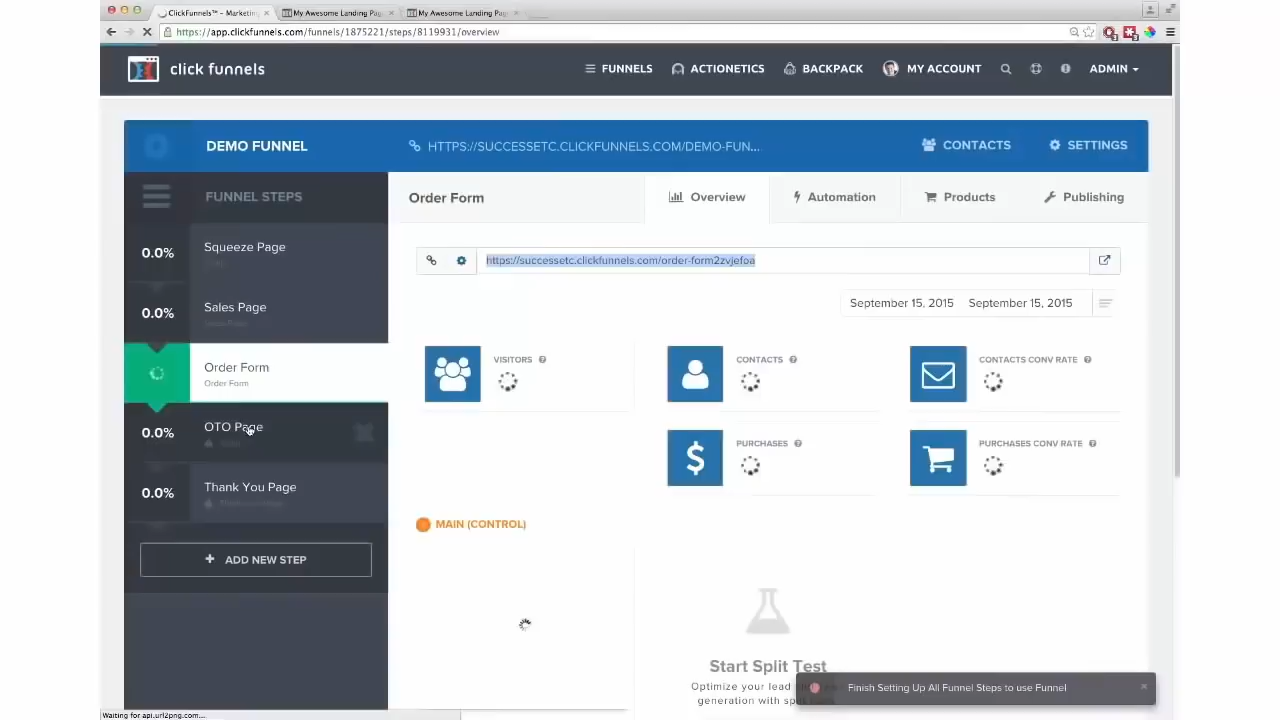 ClickFunnels™ - Marketin
My Awesome Landing Pag
My Awesome Landing Pag
https://app.clickfunnels.com/funnels/1875221/steps/8119931/overview
click funnels
FUNNELS
ACTIONETICS
BACKPACK
MY ACCOUNT
ADMIN
DEMO FUNNEL
HTTPS://SUCCESSETC.CLICKFUNNELS.COM/DEMO-FUN...
CONTACTS
SETTINGS
FUNNEL STEPS
Order Form
Overview
Automation
Products
Publishing
0.0%
Squeeze Page
https://successetc.clickfunnels.com/order-form2zvjefoa
0.0%
Sales Page
September 15, 2015 September 15, 2015
Order Form
Order Form
VISITORS
CONTACTS
CONTACTS CONV RATE
0.0%
OTO Page
PURCHASES
PURCHASES CONV RATE
0.0%
Thank You Page
MAIN (CONTROL)
+ ADD NEW STEP
Start Split Test
Optimize your lead
generation with split
Finish Setting Up All Funnel Steps to use Funnel
Waiting for api.url2png.com...